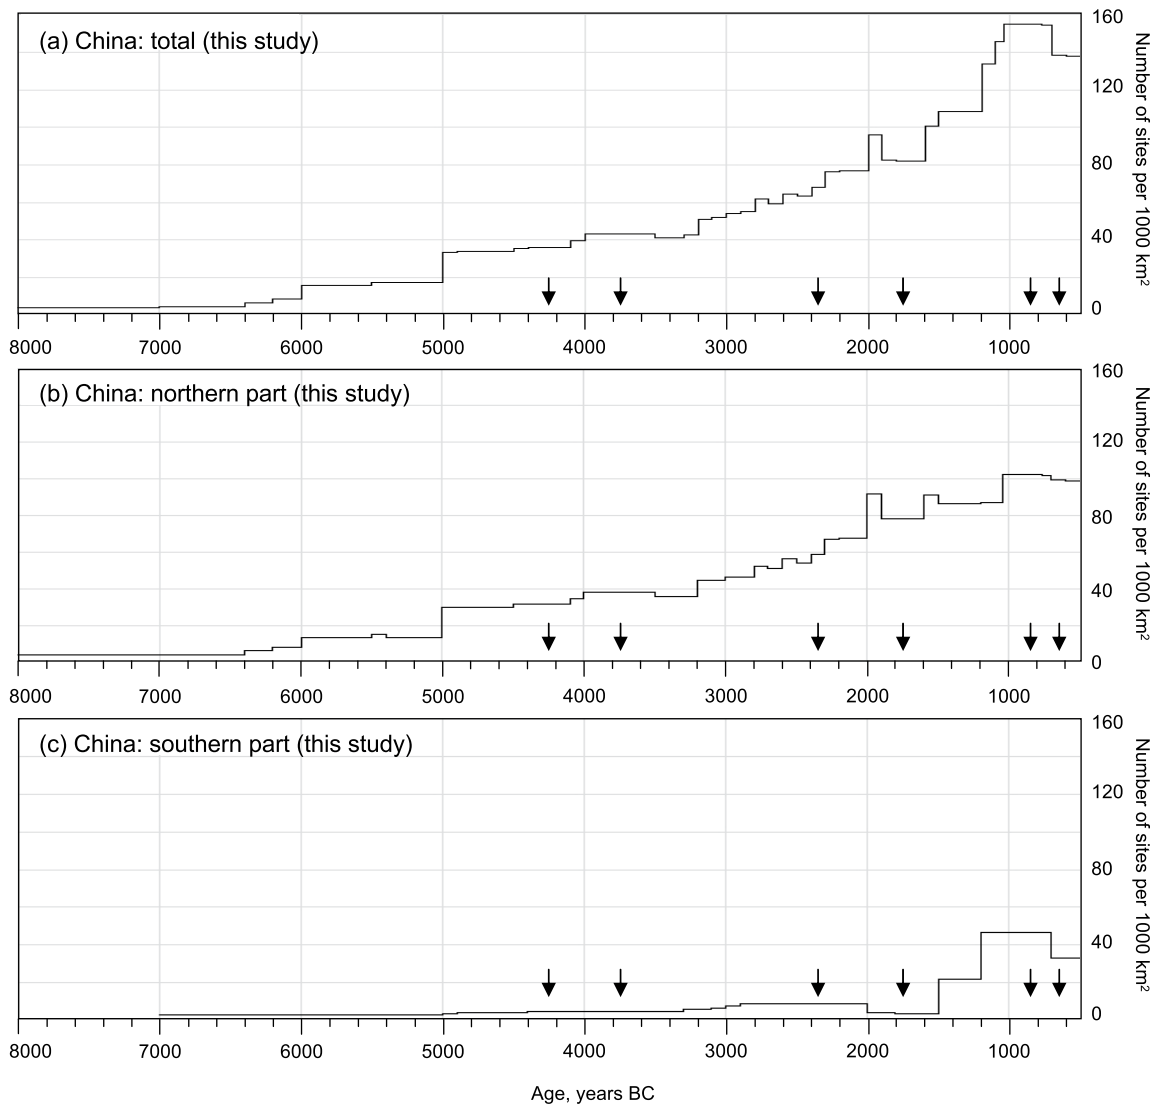 (a) China: total (this study)
160
120
80
40
0
Number of sites per 1000 km²
8000 7000 6000 5000 4000 3000 2000 1000
(b) China: northern part (this study)
160
120
80
40
0
Number of sites per 1000 km²
8000 7000 6000 5000 4000 3000 2000 1000
(c) China: southern part (this study)
160
120
80
40
0
Number of sites per 1000 km²
8000 7000 6000 5000 4000 3000 2000 1000
Age, years BC